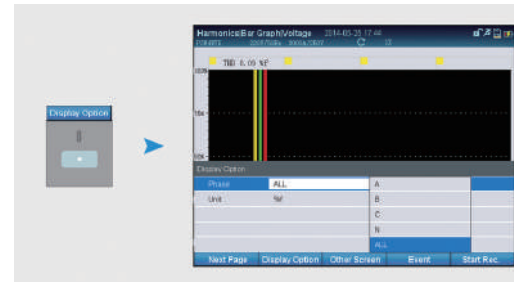 Display Option
Harmonics|Bar Graph|Voltage 2014-05-25 17:44
THD 0.09 %f
Display Option
Phase ALL A
Unit %f B
C
N
ALL
Next Page Display Option Other Screen Event Start Rec.